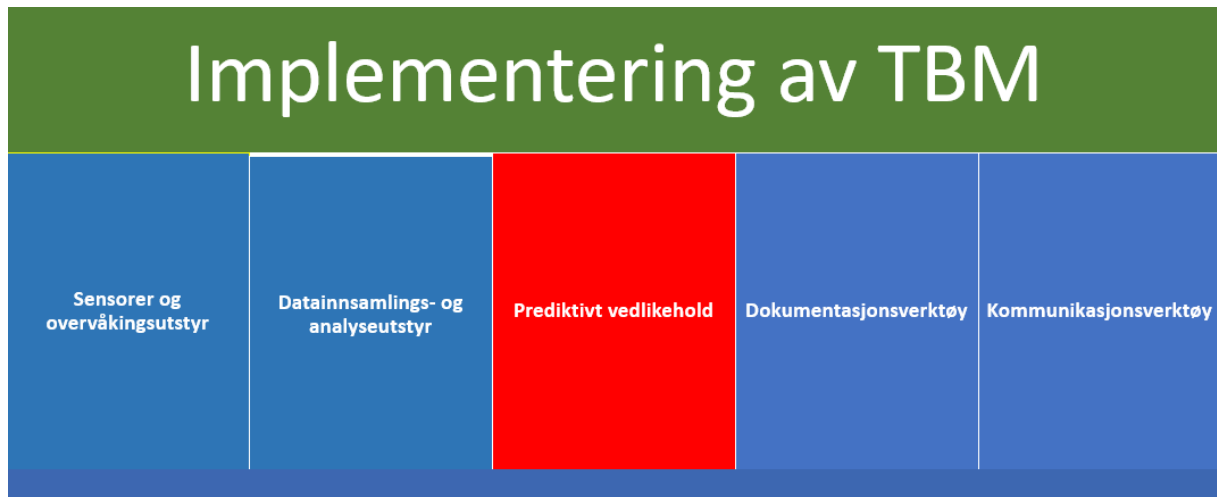 Implementering av TBM
Sensorer og
overvåkingsutstyr
Datainnsamlings- og
analyseutstyr
Prediktivt vedlikehold
Dokumentasjonsverktøy
Kommunikasjonsverktøy